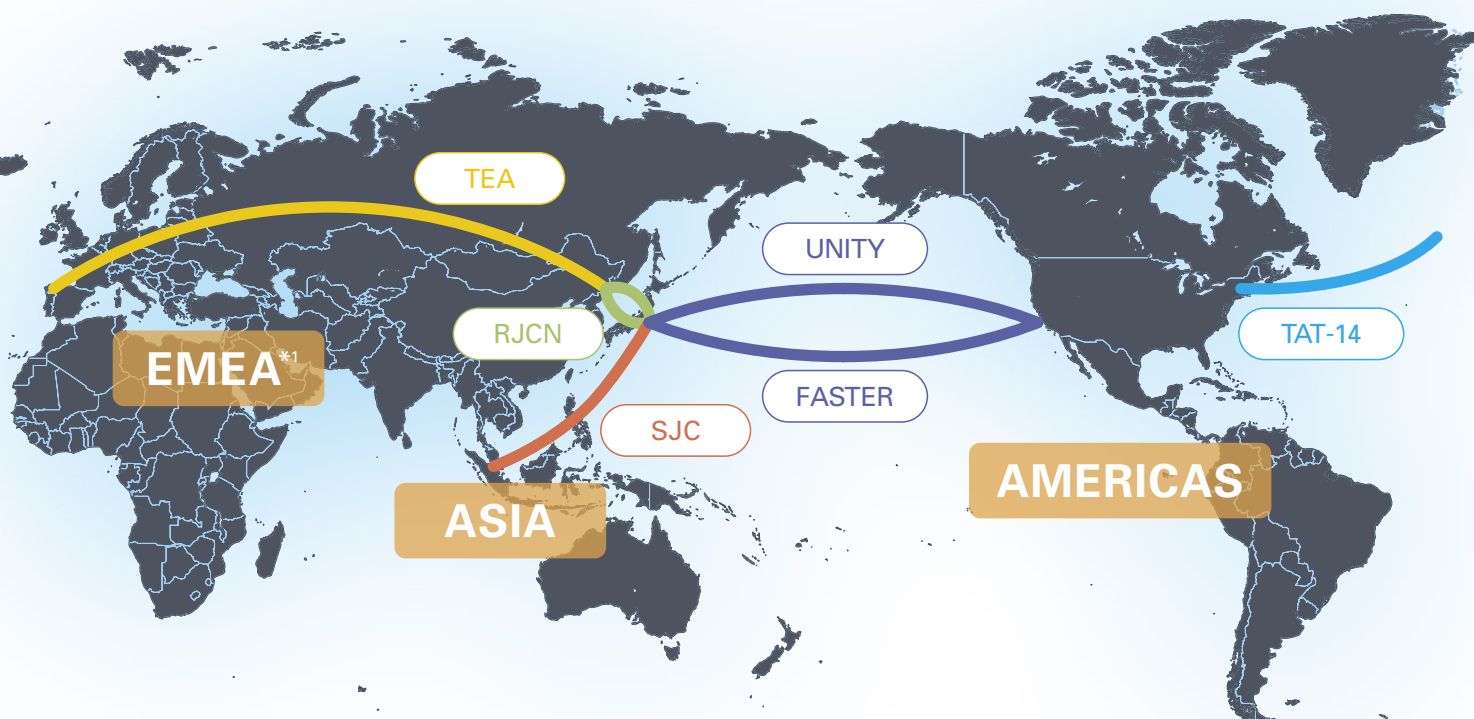 TEA
UNITY
RJCN
TAT-14
EMEA*1
FASTER
SJC
AMERICAS
ASIA